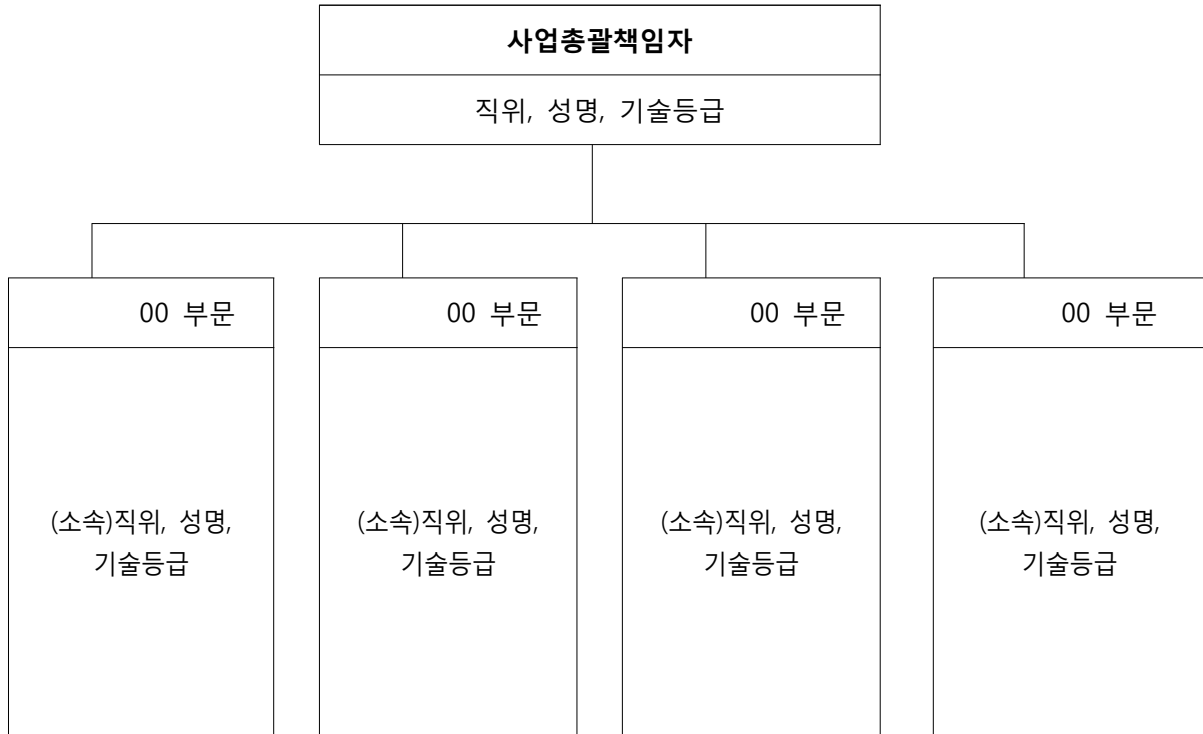 사업총괄책임자
직위, 성명, 기술등급
00 부문
00 부문
00 부문
00 부문
(소속)직위, 성명,
기술등급
(소속)직위, 성명,
기술등급
(소속)직위, 성명,
기술등급
(소속)직위, 성명,
기술등급